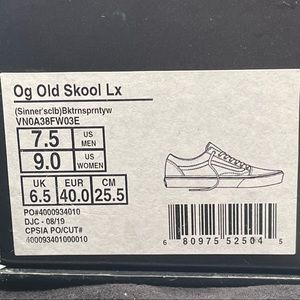 Og Old Skool Lx
(Sinner'sclb)Bktrnsprntyw
VN0A38FW03E
7.5 US MEN
9.0 US WOMEN
UK EUR CM
6.5 40.0 25.5
PO#4000934010
DJC - 08/19
CPSIA PO/CUT#
400093401000010
6 80975 52504 5